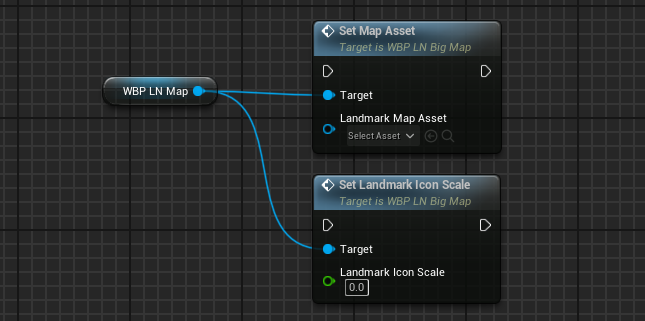 Set Map Asset
Target is WBP LN Big Map
WBP LN Map
Target
Landmark Map Asset
Select Asset
Set Landmark Icon Scale
Target is WBP LN Big Map
Target
Landmark Icon Scale
0.0